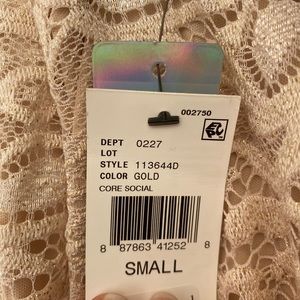 002750
DEPT 0227
LOT
STYLE 113644D
COLOR GOLD
CORE SOCIAL
8 87863 41252 8
SMALL